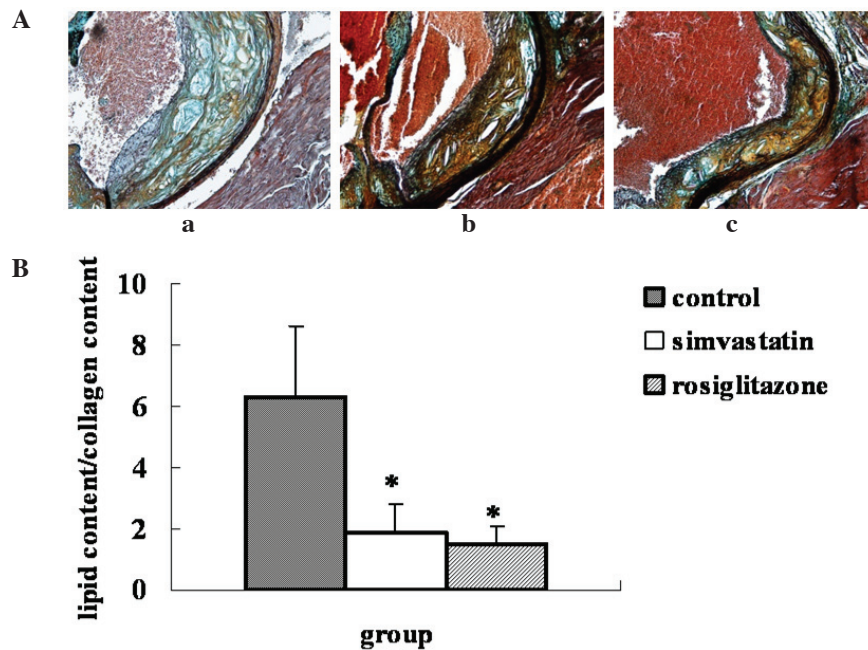 A
a
b
c
B
lipid content/collagen content
10
8
6
4
2
0
*
*
group
control
simvastatin
rosiglitazone